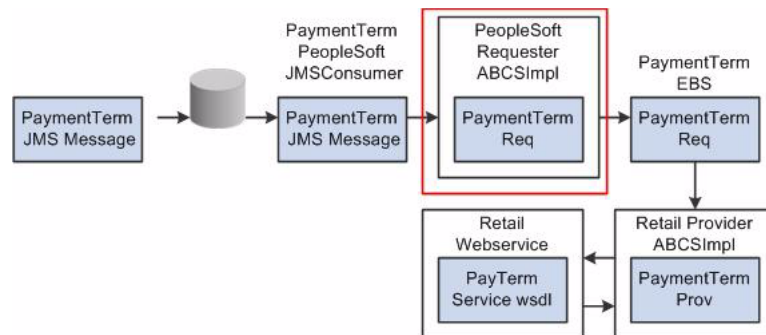 PaymentTerm
JMS Message
PaymentTerm
PeopleSoft
JMSConsumer
PaymentTerm
JMS Message
PeopleSoft
Requester
ABCSImpl
PaymentTerm
Req
PaymentTerm
EBS
PaymentTerm
Req
Retail
Webservice
PayTerm
Service wsdl
Retail Provider
ABCSImpl
PaymentTerm
Prov